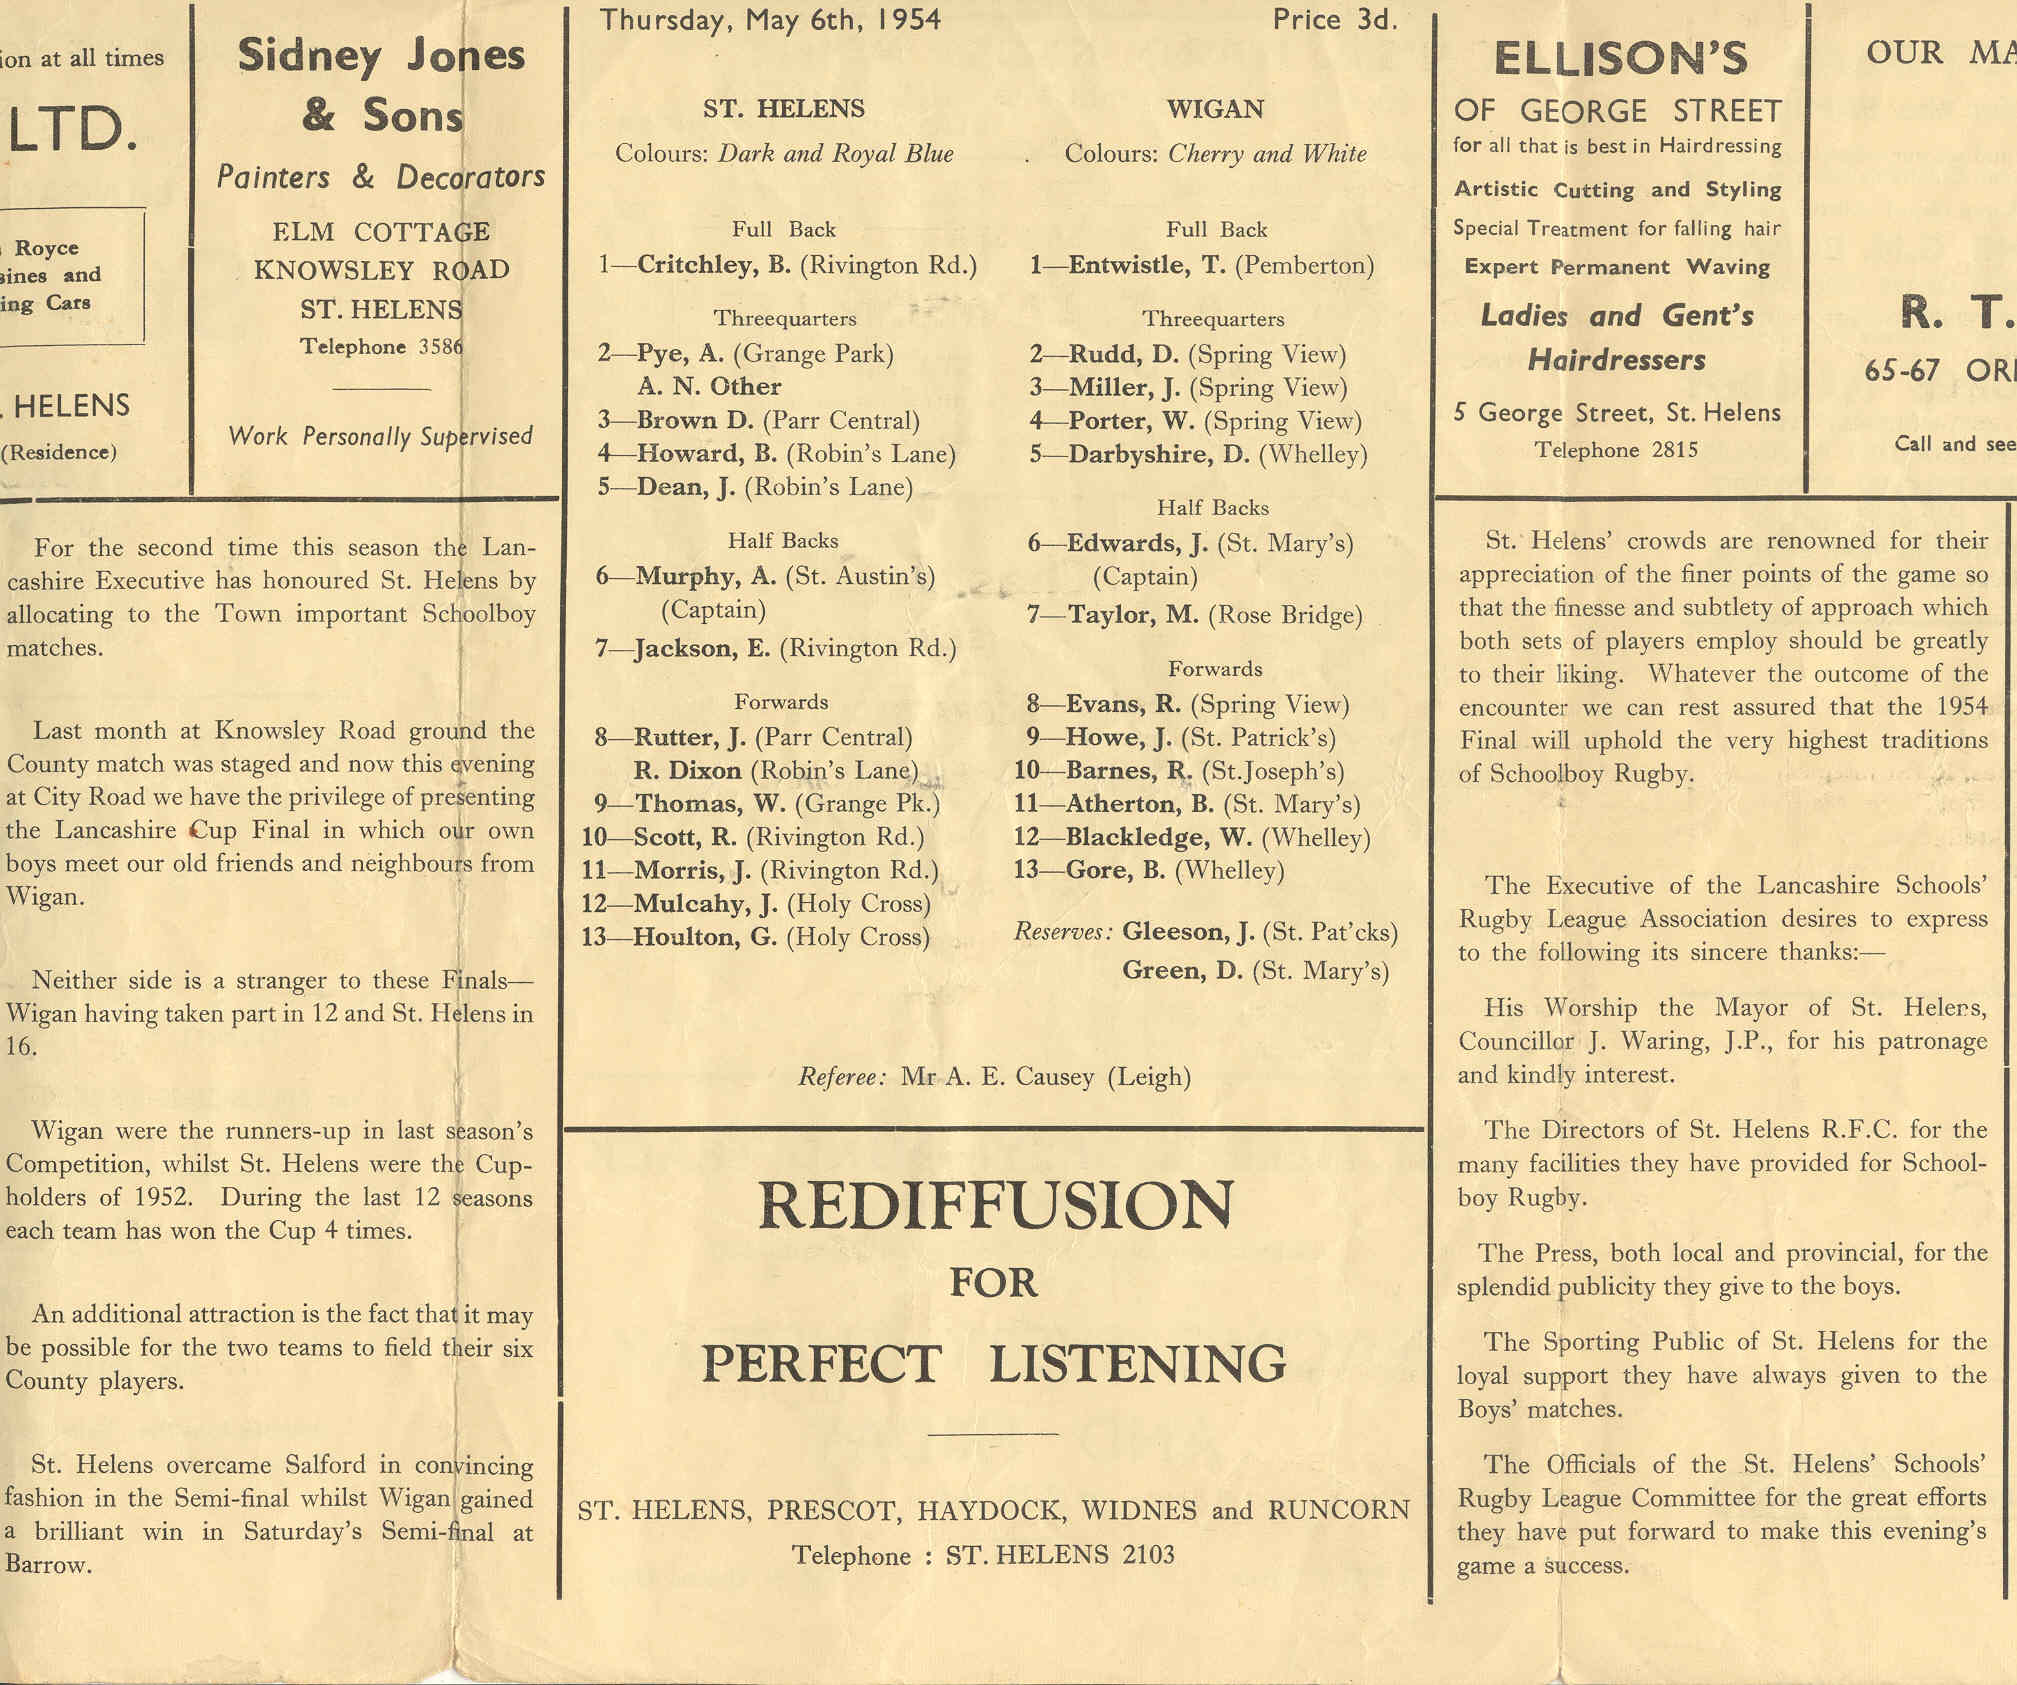 ion at all times
LTD.
Royce
sines and
ing Cars
. HELENS
(Residence)
Sidney Jones
& Sons
Painters & Decorators
ELM COTTAGE
KNOWSLEY ROAD
ST. HELENS
Telephone 3586
Work Personally Supervised
For the second time this season the Lan-
cashire Executive has honoured St. Helens by
allocating to the Town important Schoolboy
matches.
Last month at Knowsley Road ground the
County match was staged and now this evening
at City Road we have the privilege of presenting
the Lancashire Cup Final in which our own
boys meet our old friends and neighbours from
Wigan.
Neither side is a stranger to these Finals—
Wigan having taken part in 12 and St. Helens in
16.
Wigan were the runners-up in last season's
Competition, whilst St. Helens were the Cup-
holders of 1952. During the last 12 seasons
each team has won the Cup 4 times.
An additional attraction is the fact that it may
be possible for the two teams to field their six
County players.
St. Helens overcame Salford in convincing
fashion in the Semi-final whilst Wigan gained
a brilliant win in Saturday's Semi-final at
Barrow.
Thursday, May 6th, 1954 Price 3d.
ST. HELENS
Colours: Dark and Royal Blue
Full Back
1—Critchley, B. (Rivington Rd.)
Threequarters
2—Pye, A. (Grange Park)
A. N. Other
3—Brown D. (Parr Central)
4—Howard, B. (Robin's Lane)
5—Dean, J. (Robin's Lane)
Half Backs
6—Murphy, A. (St. Austin's)
(Captain)
7—Jackson, E. (Rivington Rd.)
Forwards
8—Rutter, J. (Parr Central)
R. Dixon (Robin's Lane)
9—Thomas, W. (Grange Pk.)
10—Scott, R. (Rivington Rd.)
11—Morris, J. (Rivington Rd.)
12—Mulcahy, J. (Holy Cross)
13—Houlton, G. (Holy Cross)
WIGAN
Colours: Cherry and White
Full Back
1—Entwistle, T. (Pemberton)
Threequarters
2—Rudd, D. (Spring View)
3—Miller, J. (Spring View)
4—Porter, W. (Spring View)
5—Darbyshire, D. (Whelley)
Half Backs
6—Edwards, J. (St. Mary's)
(Captain)
7—Taylor, M. (Rose Bridge)
Forwards
8—Evans, R. (Spring View)
9—Howe, J. (St. Patrick's)
10—Barnes, R. (St.Joseph's)
11—Atherton, B. (St. Mary's)
12—Blackledge, W. (Whelley)
13—Gore, B. (Whelley)
Reserves: Gleeson, J. (St. Pat'cks)
Green, D. (St. Mary's)
Referee: Mr A. E. Causey (Leigh)
REDIFFUSION
FOR
PERFECT LISTENING
ST. HELENS, PRESCOT, HAYDOCK, WIDNES and RUNCORN
Telephone : ST. HELENS 2103
ELLISON'S
OF GEORGE STREET
for all that is best in Hairdressing
Artistic Cutting and Styling
Special Treatment for falling hair
Expert Permanent Waving
Ladies and Gent's
Hairdressers
5 George Street, St. Helens
Telephone 2815
OUR MA
R. T.
65-67 OR
Call and see
St. Helens' crowds are renowned for their
appreciation of the finer points of the game so
that the finesse and subtlety of approach which
both sets of players employ should be greatly
to their liking. Whatever the outcome of the
encounter we can rest assured that the 1954
Final will uphold the very highest traditions
of Schoolboy Rugby.
The Executive of the Lancashire Schools'
Rugby League Association desires to express
to the following its sincere thanks:—
His Worship the Mayor of St. Helens,
Councillor J. Waring, J.P., for his patronage
and kindly interest.
The Directors of St. Helens R.F.C. for the
many facilities they have provided for School-
boy Rugby.
The Press, both local and provincial, for the
splendid publicity they give to the boys.
The Sporting Public of St. Helens for the
loyal support they have always given to the
Boys' matches.
The Officials of the St. Helens' Schools'
Rugby League Committee for the great efforts
they have put forward to make this evening's
game a success.